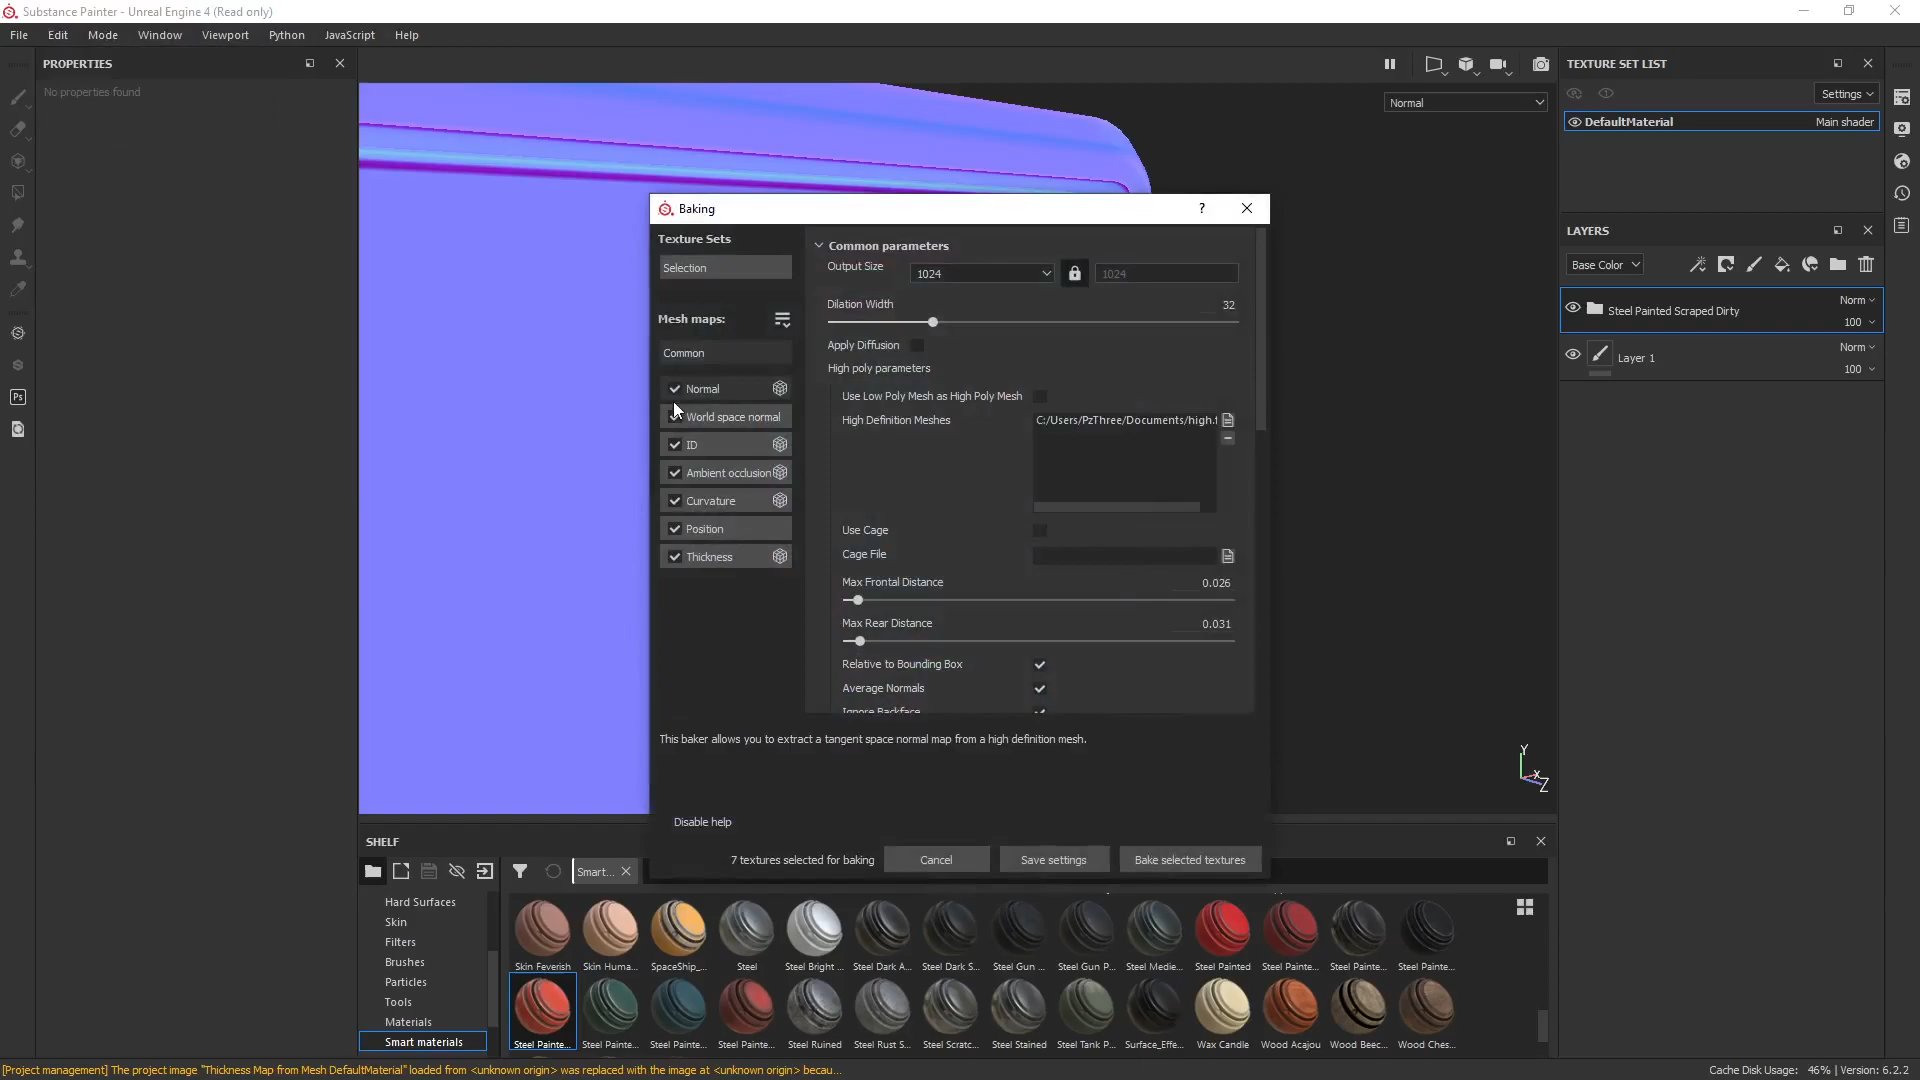 Substance Painter - Unreal Engine 4 (Read only)
File Edit Mode Window Viewport Python JavaScript Help
PROPERTIES
No properties found
Normal
TEXTURE SET LIST
Settings
DefaultMaterial Main shader
LAYERS
Base Color
Steel Painted Scraped Dirty Norm
100
Layer 1 Norm
100
Ps
Baking
?
Texture Sets
Selection
Mesh maps:
Common
Normal
World space normal
ID
Ambient occlusion
Curvature
Position
Thickness
Common parameters
Output Size 1024 1024
Dilation Width 32
Apply Diffusion
High poly parameters
Use Low Poly Mesh as High Poly Mesh
High Definition Meshes C:/Users/PzThree/Documents/high.f
Use Cage
Cage File
Max Frontal Distance 0.026
Max Rear Distance 0.031
Relative to Bounding Box
Average Normals
Ignore Backface
This baker allows you to extract a tangent space normal map from a high definition mesh.
Disable help
7 textures selected for baking Cancel Save settings Bake selected textures
Y
X
Z
SHELF
Smart...
Hard Surfaces
Skin
Filters
Brushes
Particles
Tools
Materials
Smart materials
Skin Feverish Skin Huma... SpaceShip_... Steel Steel Bright ... Steel Dark A... Steel Dark S... Steel Gun ... Steel Gun P... Steel Medie... Steel Painted Steel Painte... Steel Painte... Steel Painte...
Steel Painte... Steel Painte... Steel Painte... Steel Painte... Steel Ruined Steel Rust S... Steel Scratc... Steel Stained Steel Tank P... Surface_Effe... Wax Candle Wood Acajou Wood Beec... Wood Ches...
[Project management] The project image "Thickness Map from Mesh DefaultMaterial" loaded from <unknown origin> was replaced with the image at <unknown origin> becau...
Cache Disk Usage: 46% | Version: 6.2.2